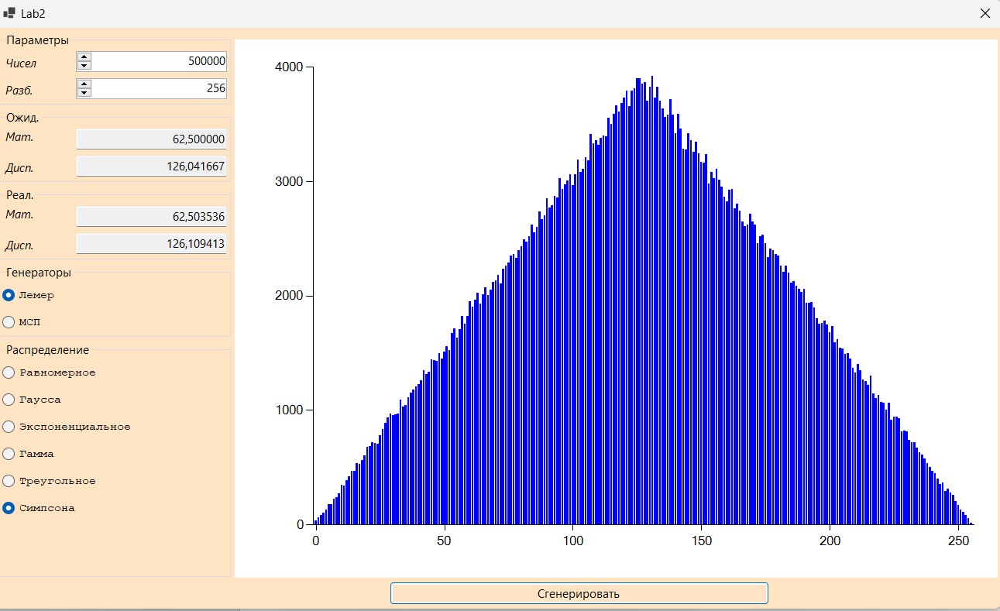 Lab2
Параметры
Чисел 500000
Разб. 256
Ожид.
Мат. 62,500000
Дисп. 126,041667
Реал.
Мат. 62,503536
Дисп. 126,109413
Генераторы
Лемер
МСП
Распределение
Равномерное
Гаусса
Экспоненциальное
Гамма
Треугольное
Симпсона
4000
3000
2000
1000
0
0 50 100 150 200 250
Сгенерировать